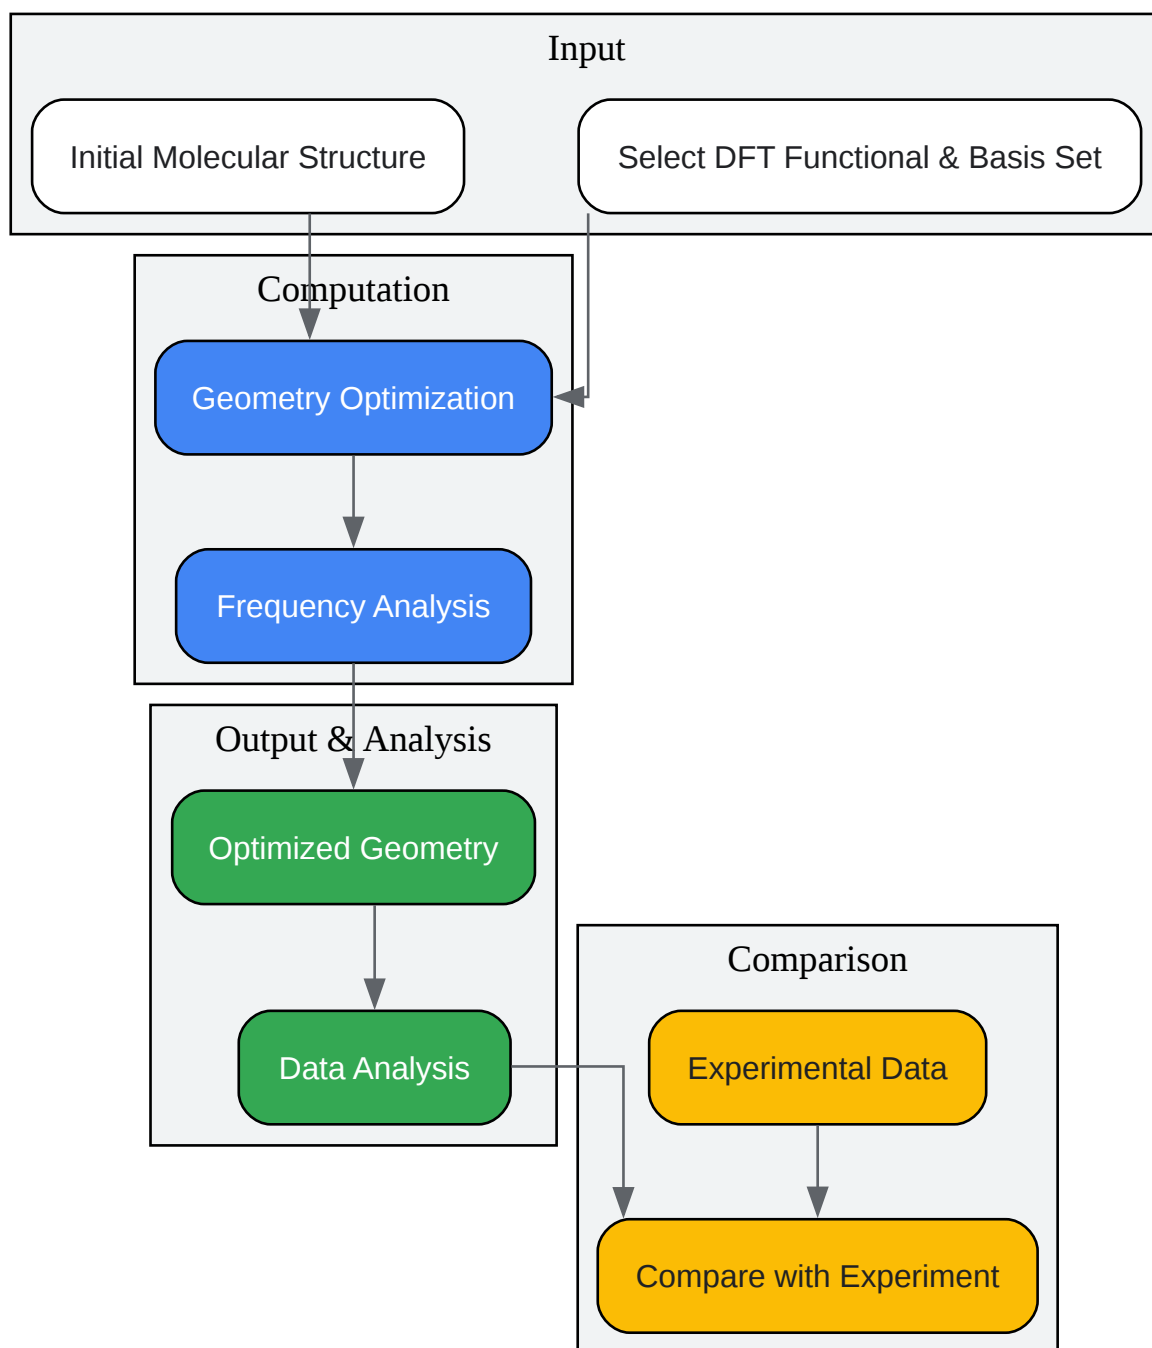 Input
Initial Molecular Structure
Select DFT Functional & Basis Set
Computation
Geometry Optimization
Frequency Analysis
Output & Analysis
Optimized Geometry
Data Analysis
Comparison
Experimental Data
Compare with Experiment